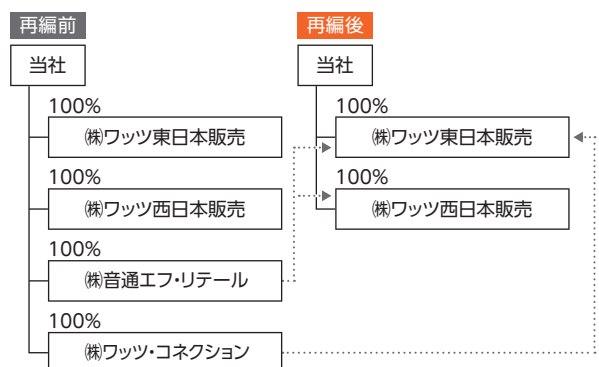 再編前
当社
100%
㈱ワッツ東日本販売
100%
㈱ワッツ西日本販売
100%
㈱音通エフ・リテール
100%
㈱ワッツ・コネクション
再編後
当社
100%
㈱ワッツ東日本販売
100%
㈱ワッツ西日本販売